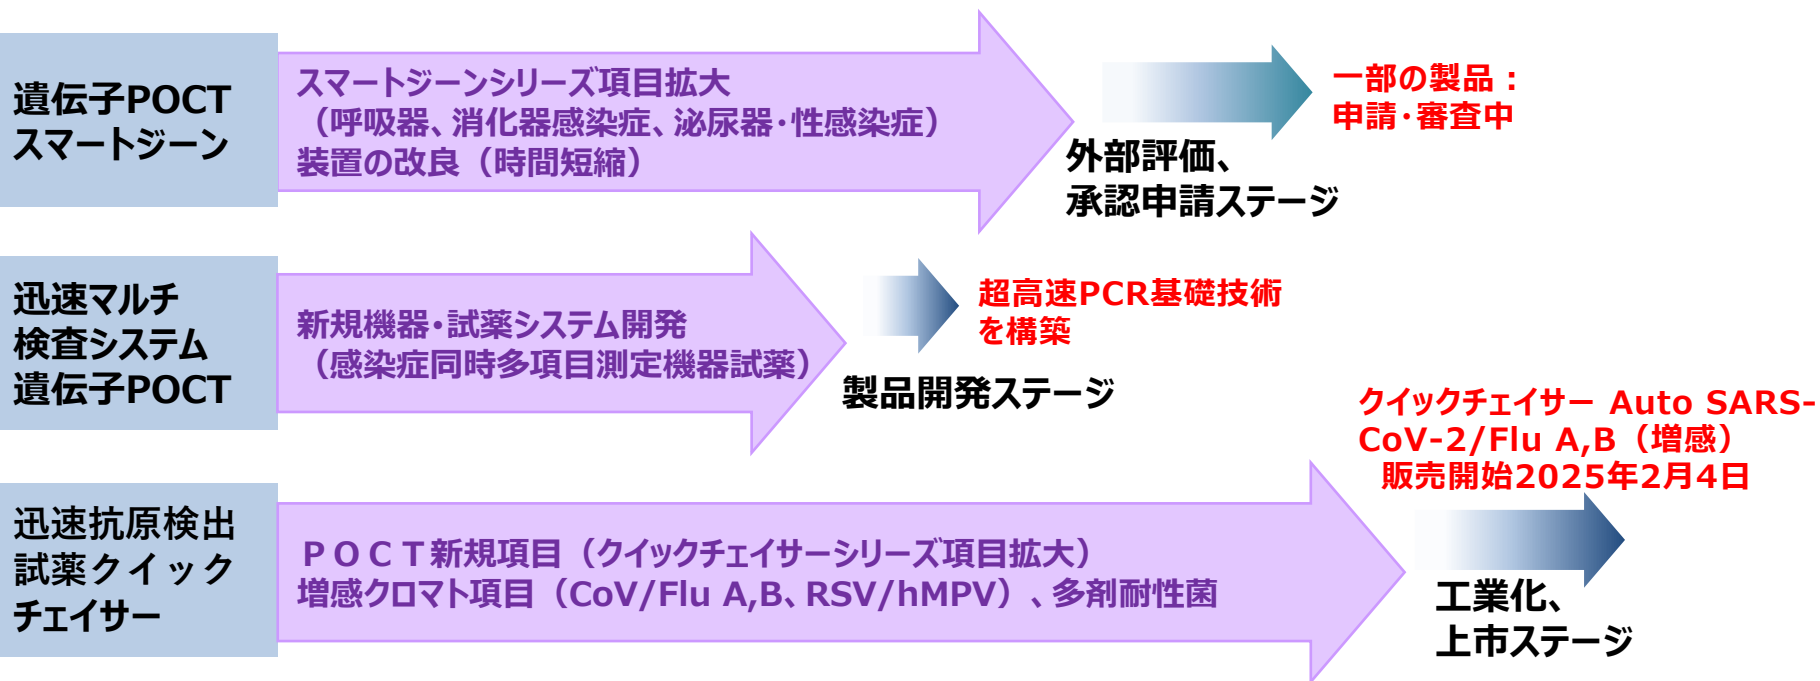 遺伝子POCT
スマートジーン
スマートジーンシリーズ項目拡大
（呼吸器、消化器感染症、泌尿器・性感染症）
装置の改良（時間短縮）
外部評価、
承認申請ステージ
一部の製品：
申請・審査中
迅速マルチ
検査システム
遺伝子POCT
新規機器・試薬システム開発
（感染症同時多項目測定機器試薬）
製品開発ステージ
超高速PCR基礎技術
を構築
迅速抗原検出
試薬クイック
チェイサー
ＰＯＣＴ新規項目（クイックチェイサーシリーズ項目拡大）
増感クロマト項目（CoV/Flu A,B、RSV/hMPV）、多剤耐性菌
クイックチェイサー Auto SARS-
CoV-2/Flu A,B（増感）
販売開始2025年2月4日
工業化、
上市ステージ